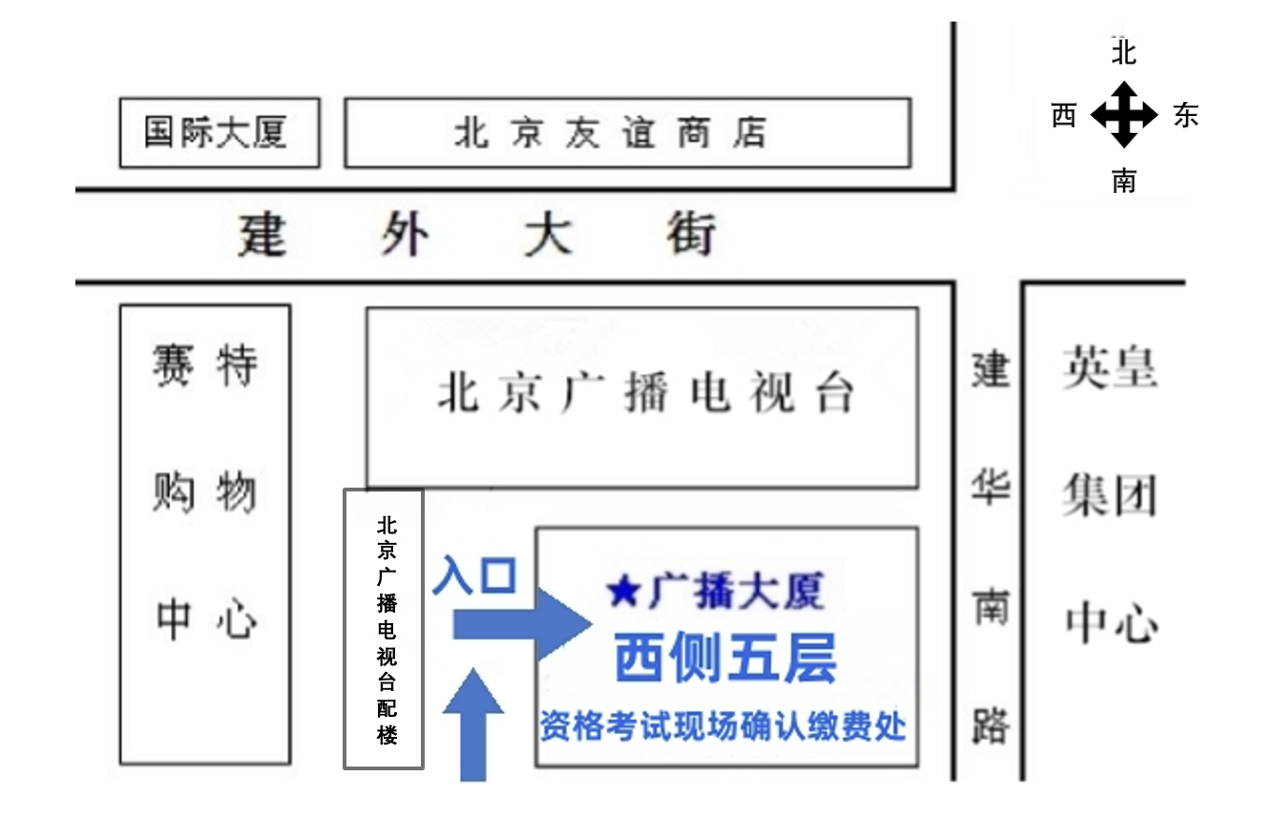 北
西 东
南
国际大厦
北京友谊商店
建外大街
赛特
购物
中心
北京广播电视台
建华南路
英皇
集团
中心
北京广播电视台配楼
入口
★广播大厦
西侧五层
资格考试现场确认缴费处